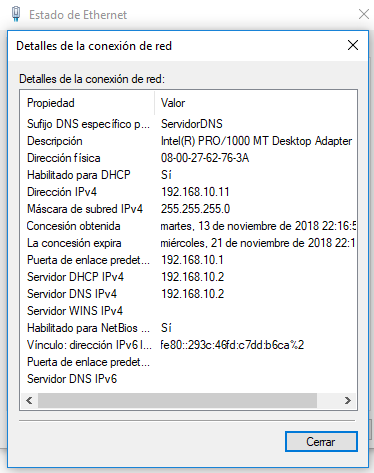 Estado de Ethernet
Detalles de la conexión de red
Detalles de la conexión de red:
Propiedad Valor
Sufijo DNS específico p... ServidorDNS
Descripción Intel(R) PRO/1000 MT Desktop Adapter
Dirección física 08-00-27-62-76-3A
Habilitado para DHCP Sí
Dirección IPv4 192.168.10.11
Máscara de subred IPv4 255.255.255.0
Concesión obtenida martes, 13 de noviembre de 2018 22:16:5
La concesión expira miércoles, 21 de noviembre de 2018 22:1
Puerta de enlace predet... 192.168.10.1
Servidor DHCP IPv4 192.168.10.2
Servidor DNS IPv4 192.168.10.2
Servidor WINS IPv4
Habilitado para NetBios ... Sí
Vínculo: dirección IPv6 l... fe80::293c:46fd:c7dd:b6ca%2
Puerta de enlace predet...
Servidor DNS IPv6
Cerrar